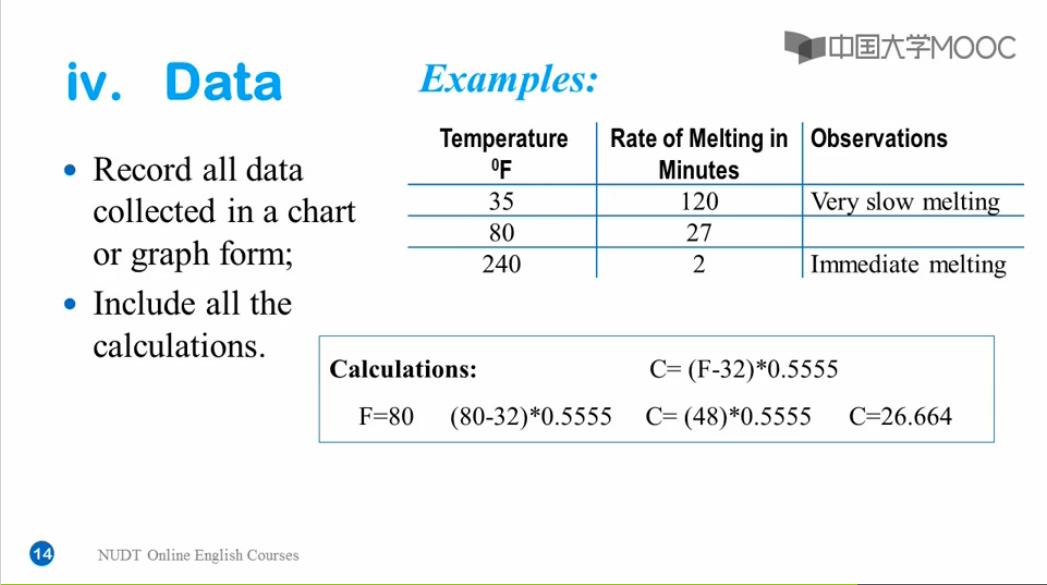 中国大学MOOC
iv. Data
Examples:
• Record all data
collected in a chart
or graph form;
• Include all the
calculations.
Temperature Rate of Melting in Observations
⁰F Minutes
35 120 Very slow melting
80 27
240 2 Immediate melting
Calculations: C= (F-32)*0.5555
F=80 (80-32)*0.5555 C= (48)*0.5555 C=26.664
14 NUDT Online English Courses